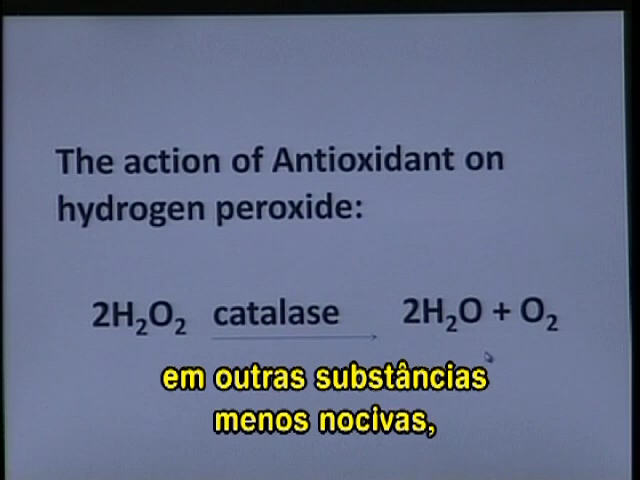 The action of Antioxidant on
hydrogen peroxide:
2H₂O₂ catalase 2H₂O + O₂
em outras substâncias
menos nocivas,